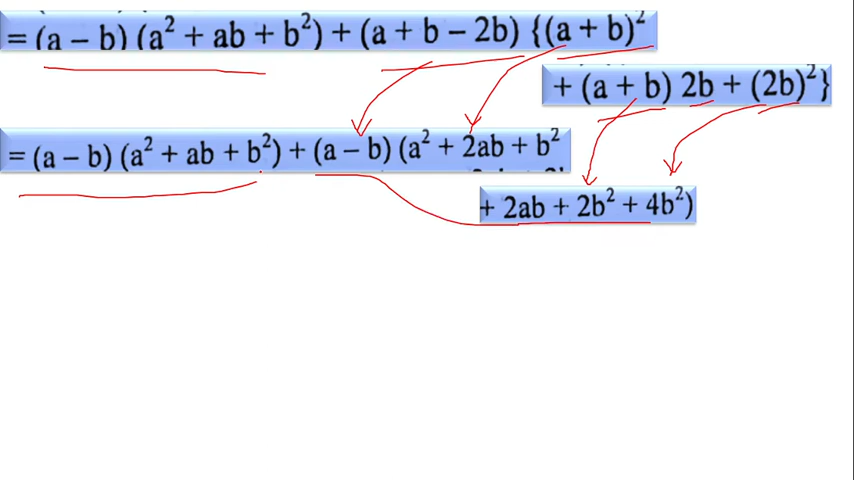 = (a – b) (a² + ab + b²) + (a + b – 2b) {(a + b)²
+ (a + b) 2b + (2b)²}
= (a – b) (a² + ab + b²) + (a – b) (a² + 2ab + b²
+ 2ab + 2b² + 4b²)